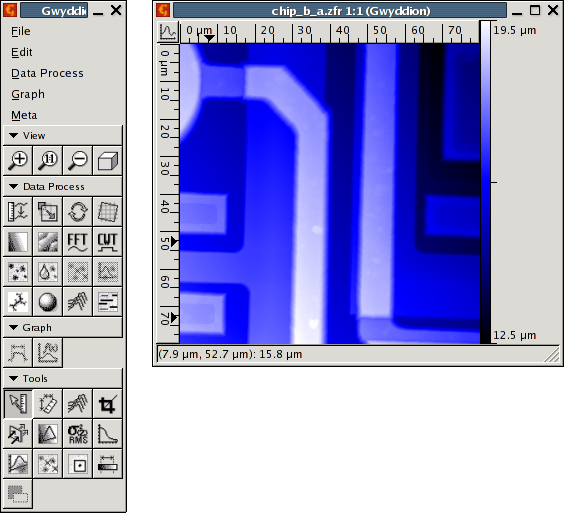 Gwyddi
File
Edit
Data Process
Graph
Meta
View
1:1
Data Process
FFT
CWT
Graph
Tools
RMS
chip_b_a.zfr 1:1 (Gwyddion)
0 µm 10 20 30 40 50 60 70
0 µm 10 20 30 40 50 60 70
19.5 µm
12.5 µm
(7.9 µm, 52.7 µm): 15.8 µm